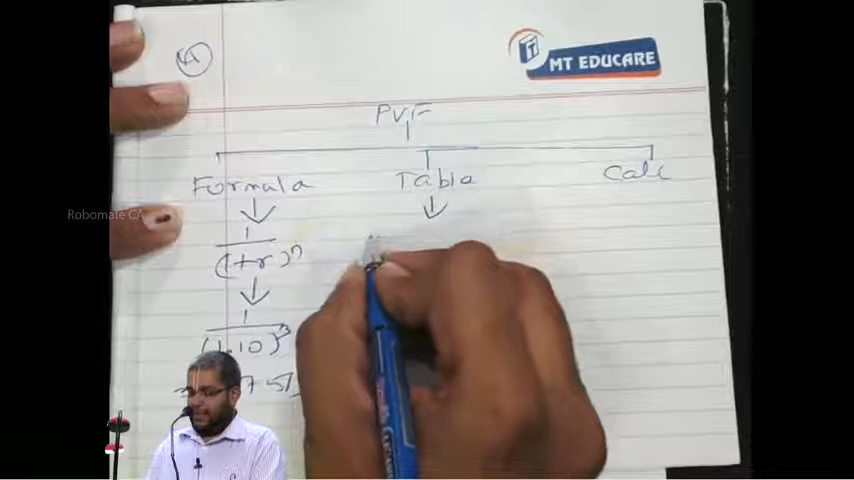 A
MT EDUCARE
PVF
Formula Table Calc
1
(1+r)^n
1
(1.10)^3
Robomate CA